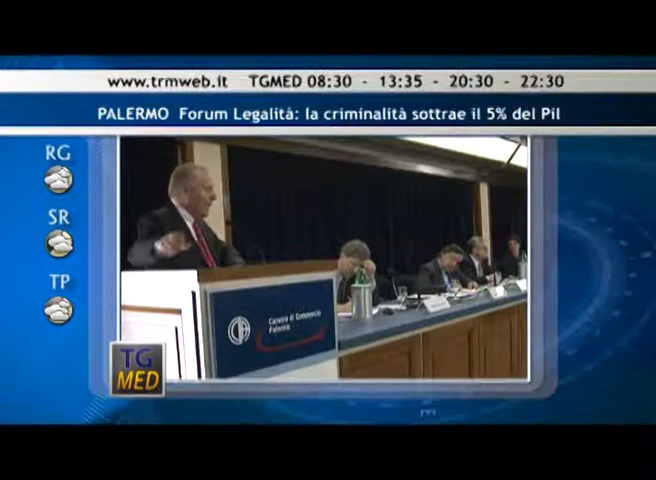 www.trmweb.it TGMED 08:30 - 13:35 - 20:30 - 22:30
PALERMO Forum Legalità: la criminalità sottrae il 5% del Pil
RG
SR
TP
Camera di Commercio
Palermo
TG
MED